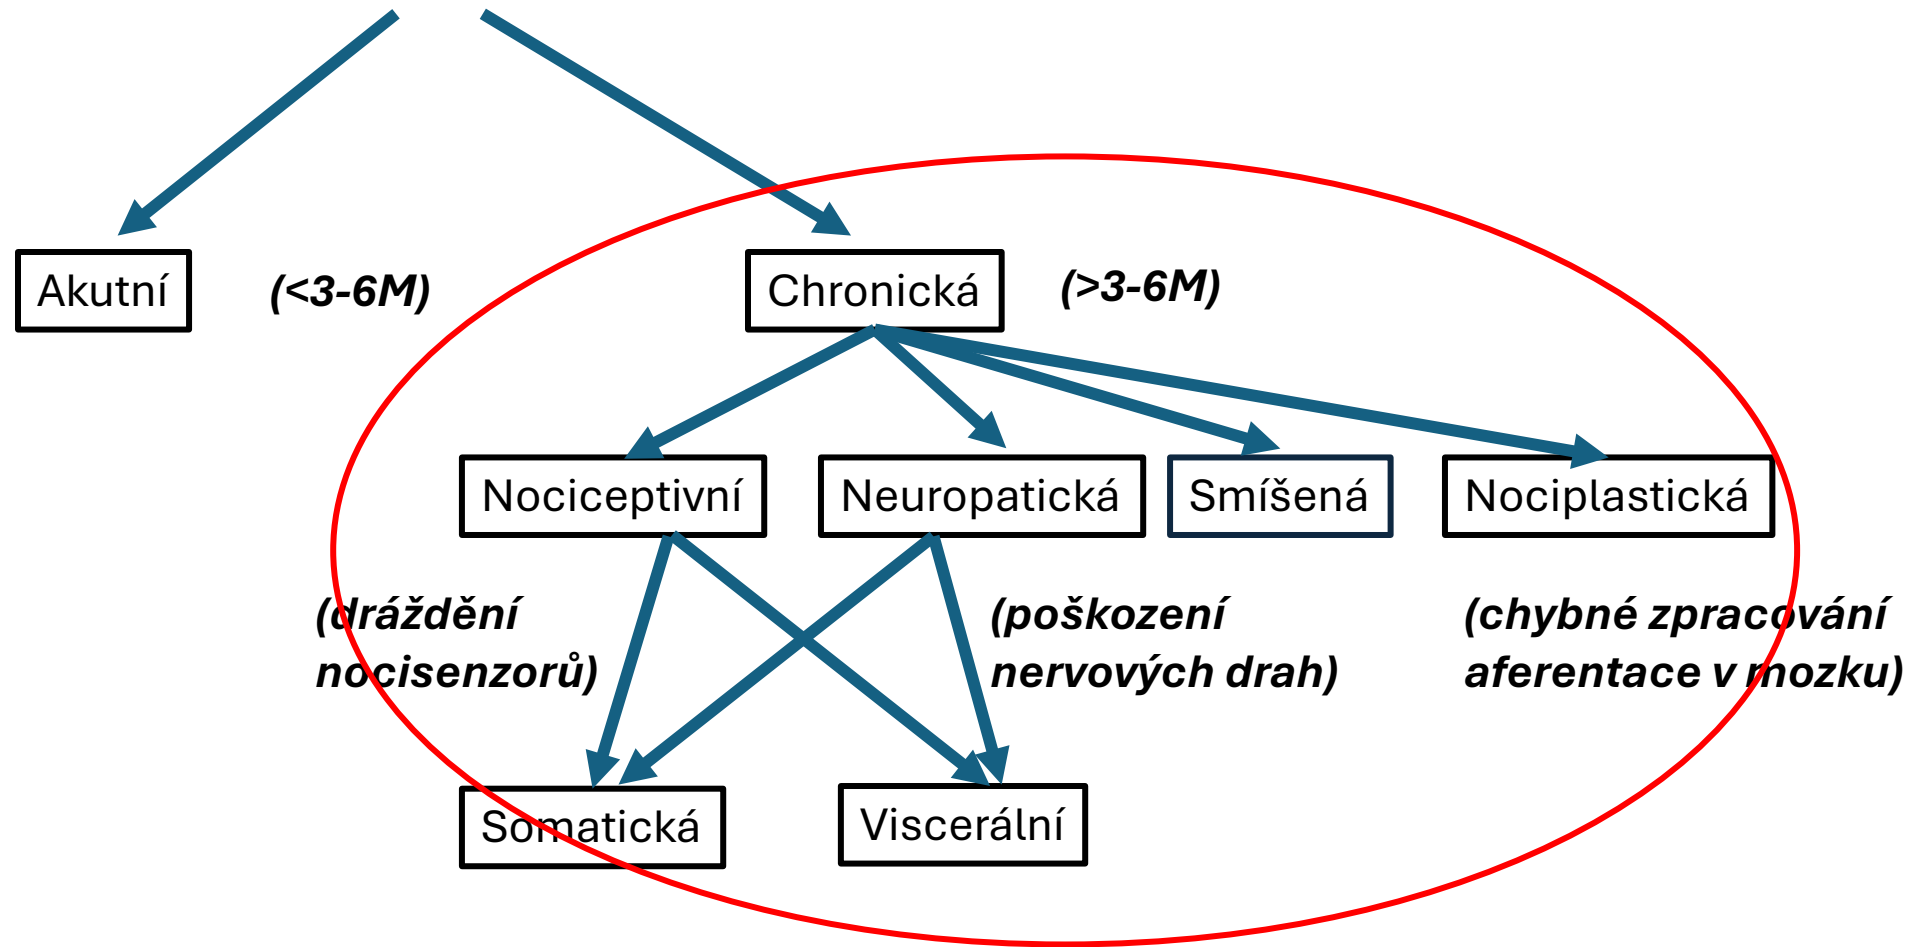 Akutní
(<3-6M)
Chronická
(>3-6M)
Nociceptivní
Neuropatická
Smíšená
Nociplastická
(dráždění
nocisenzorů)
(poškození
nervových drah)
(chybné zpracování
aferentace v mozku)
Somatická
Viscerální